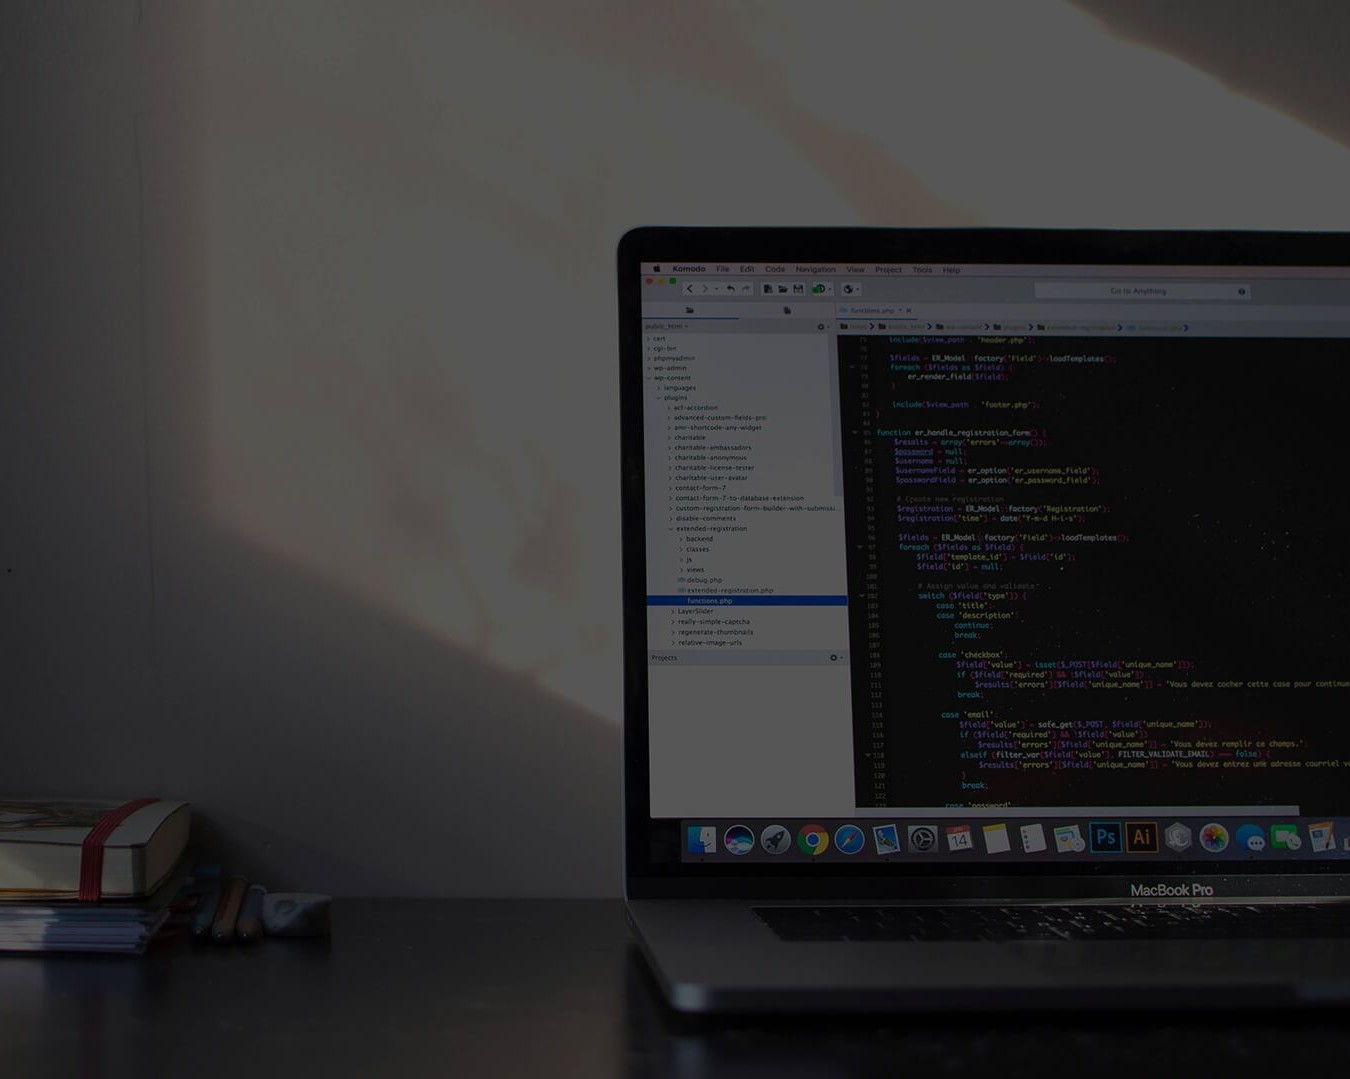 Komodo File Edit Code Navigation View Project Tools Help
Go to Anything
functions.php
public_html
cert
cgi-bin
phpmyadmin
wp-admin
wp-content
languages
plugins
acf-accordion
advanced-custom-fields-pro
amr-shortcode-any-widget
charitable
charitable-ambassadors
charitable-anonymous
charitable-license-tester
charitable-user-avatar
contact-form-7
contact-form-7-to-database-extension
custom-registration-form-builder-with-submissi
disable-comments
extended-registration
backend
classes
js
views
debug.php
extended-registration.php
functions.php
LayerSlider
really-simple-captcha
regenerate-thumbnails
relative-image-urls
Projects
include($view_path . 'header.php');
$fields = ER_Model::factory('Field')->loadTemplates();
foreach ($fields as $field) {
er_render_field($field);
}
include($view_path . 'footer.php');
}
function er_handle_registration_form() {
$results = array('errors'=>array());
$password = null;
$username = null;
$usernameField = er_option('er_username_field');
$passwordField = er_option('er_password_field');
# Create new registration
$registration = ER_Model::factory('Registration');
$registration['time'] = date('Y-m-d H-i-s');
$fields = ER_Model::factory('Field')->loadTemplates();
foreach ($fields as $field) {
$field['template_id'] = $field['id'];
$field['id'] = null;
# Assign value and validate
switch ($field['type']) {
case 'title':
case 'description':
continue;
break;
case 'checkbox':
$field['value'] = isset($_POST[$field['unique_name']]);
if ($field['required'] && !$field['value'])
$results['errors'][$field['unique_name']] = 'Vous devez cocher cette case pour continue
break;
case 'email':
$field['value'] = safe_get($_POST, $field['unique_name']);
if ($field['required'] && !$field['value'])
$results['errors'][$field['unique_name']] = 'Vous devez remplir ce champs.';
elseif (filter_var($field['value'], FILTER_VALIDATE_EMAIL) === false) {
$results['errors'][$field['unique_name']] = 'Vous devez entrez une adresse courriel v
}
break;
case 'password':
14
Ps
Ai
MacBook Pro